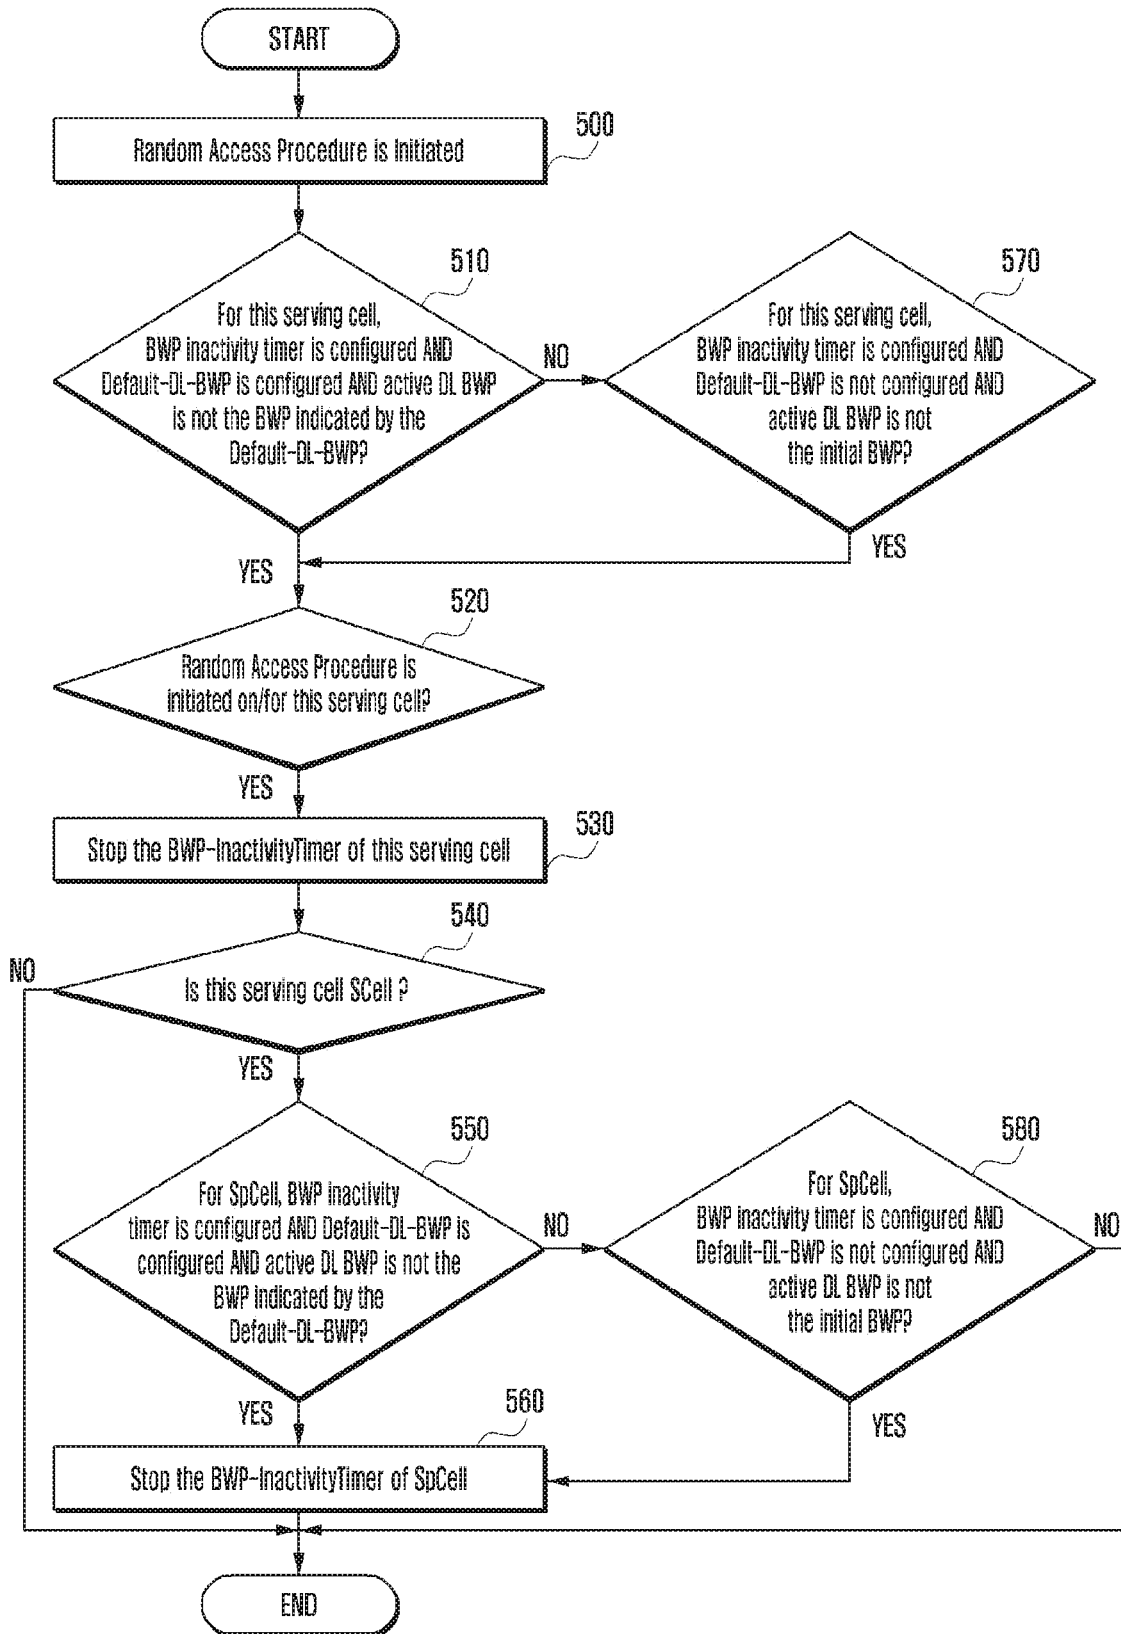 START
500
Random Access Procedure is Initiated
510
For this serving cell,
BWP inactivity timer is configured AND
Default-DL-BWP is configured AND active DL BWP
is not the BWP indicated by the
Default-DL-BWP?
NO
570
For this serving cell,
BWP inactivity timer is configured AND
Default-DL-BWP is not configured AND
active DL BWP is not
the initial BWP?
YES
YES
520
Random Access Procedure is
initiated on/for this serving cell?
YES
530
Stop the BWP-InactivityTimer of this serving cell
540
NO
Is this serving cell SCell ?
YES
550
For SpCell, BWP inactivity
timer is configured AND Default-DL-BWP is
configured AND active DL BWP is not the
BWP indicated by the
Default-DL-BWP?
NO
580
For SpCell,
BWP inactivity timer is configured AND
Default-DL-BWP is not configured AND
active DL BWP is not
the initial BWP?
NO
YES
YES
560
Stop the BWP-InactivityTimer of SpCell
END